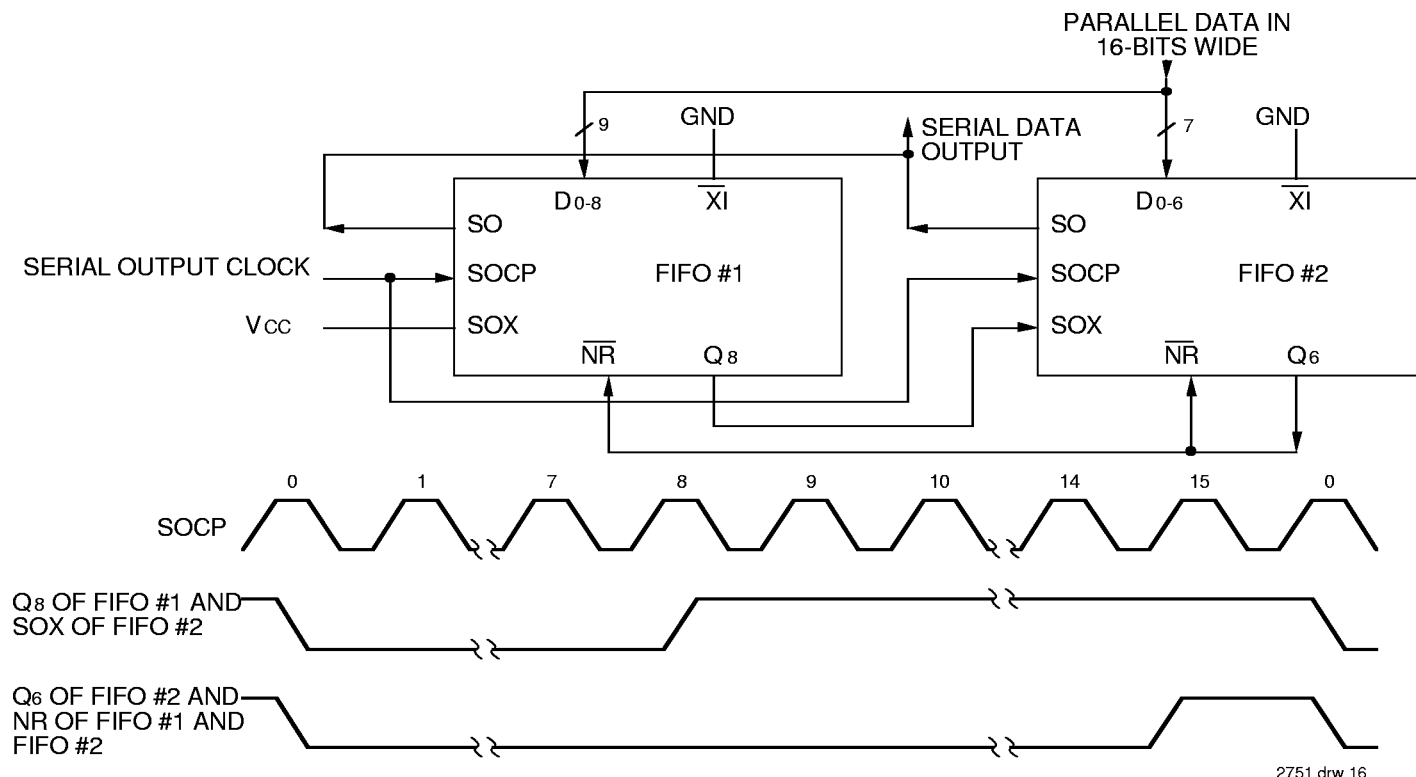 PARALLEL DATA IN
16-BITS WIDE
9
GND
SERIAL DATA
OUTPUT
7
GND
D0-8
XI
D0-6
XI
SO
SO
SERIAL OUTPUT CLOCK
SOCP
FIFO #1
SOCP
FIFO #2
VCC
SOX
SOX
NR
Q8
NR
Q6
0 1 7 8 9 10 14 15 0
SOCP
Q8 OF FIFO #1 AND
SOX OF FIFO #2
Q6 OF FIFO #2 AND
NR OF FIFO #1 AND
FIFO #2
2751 drw 16